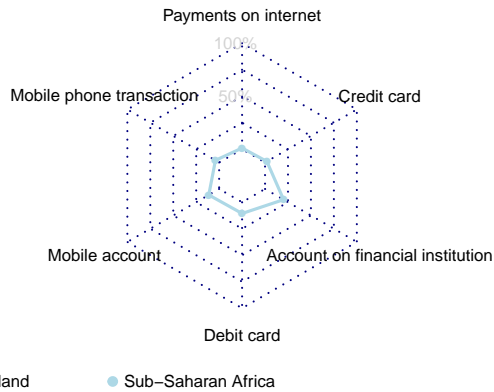 Payments on internet
100%
Mobile phone transaction
50%
Credit card
Mobile account
Account on financial institution
Debit card
land
Sub−Saharan Africa